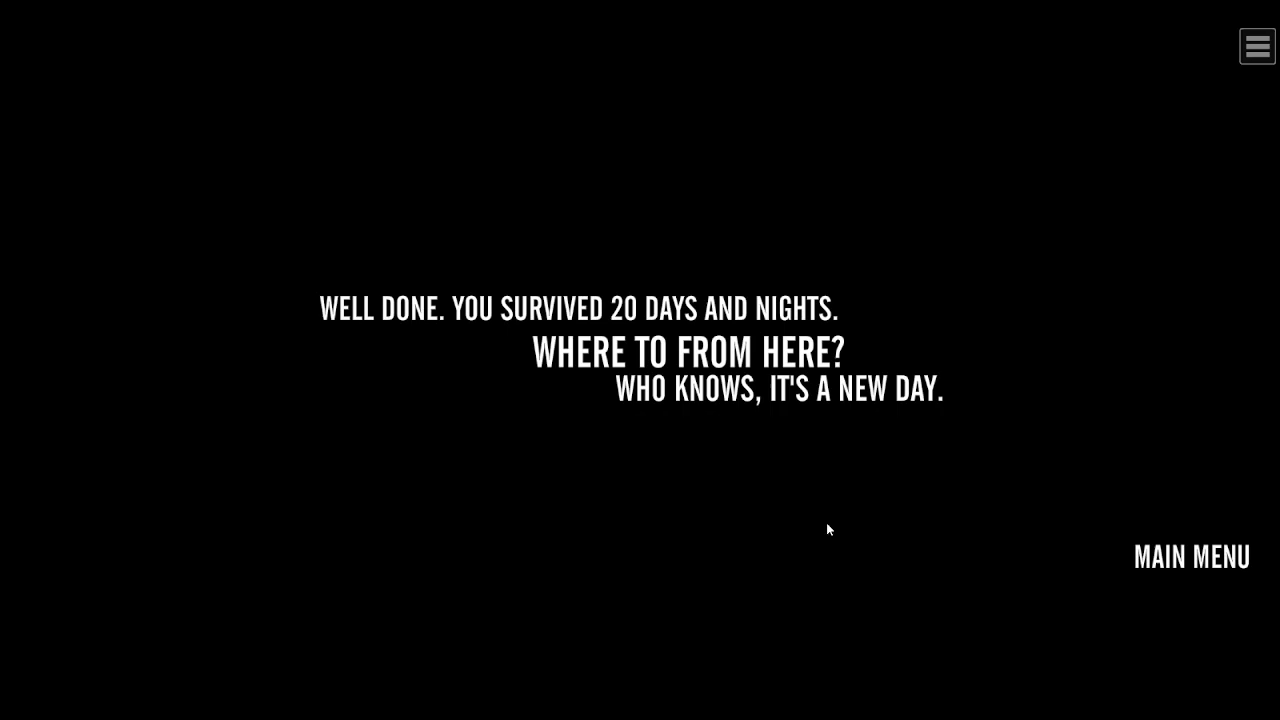 WELL DONE. YOU SURVIVED 20 DAYS AND NIGHTS.
WHERE TO FROM HERE?
WHO KNOWS, IT'S A NEW DAY.
MAIN MENU